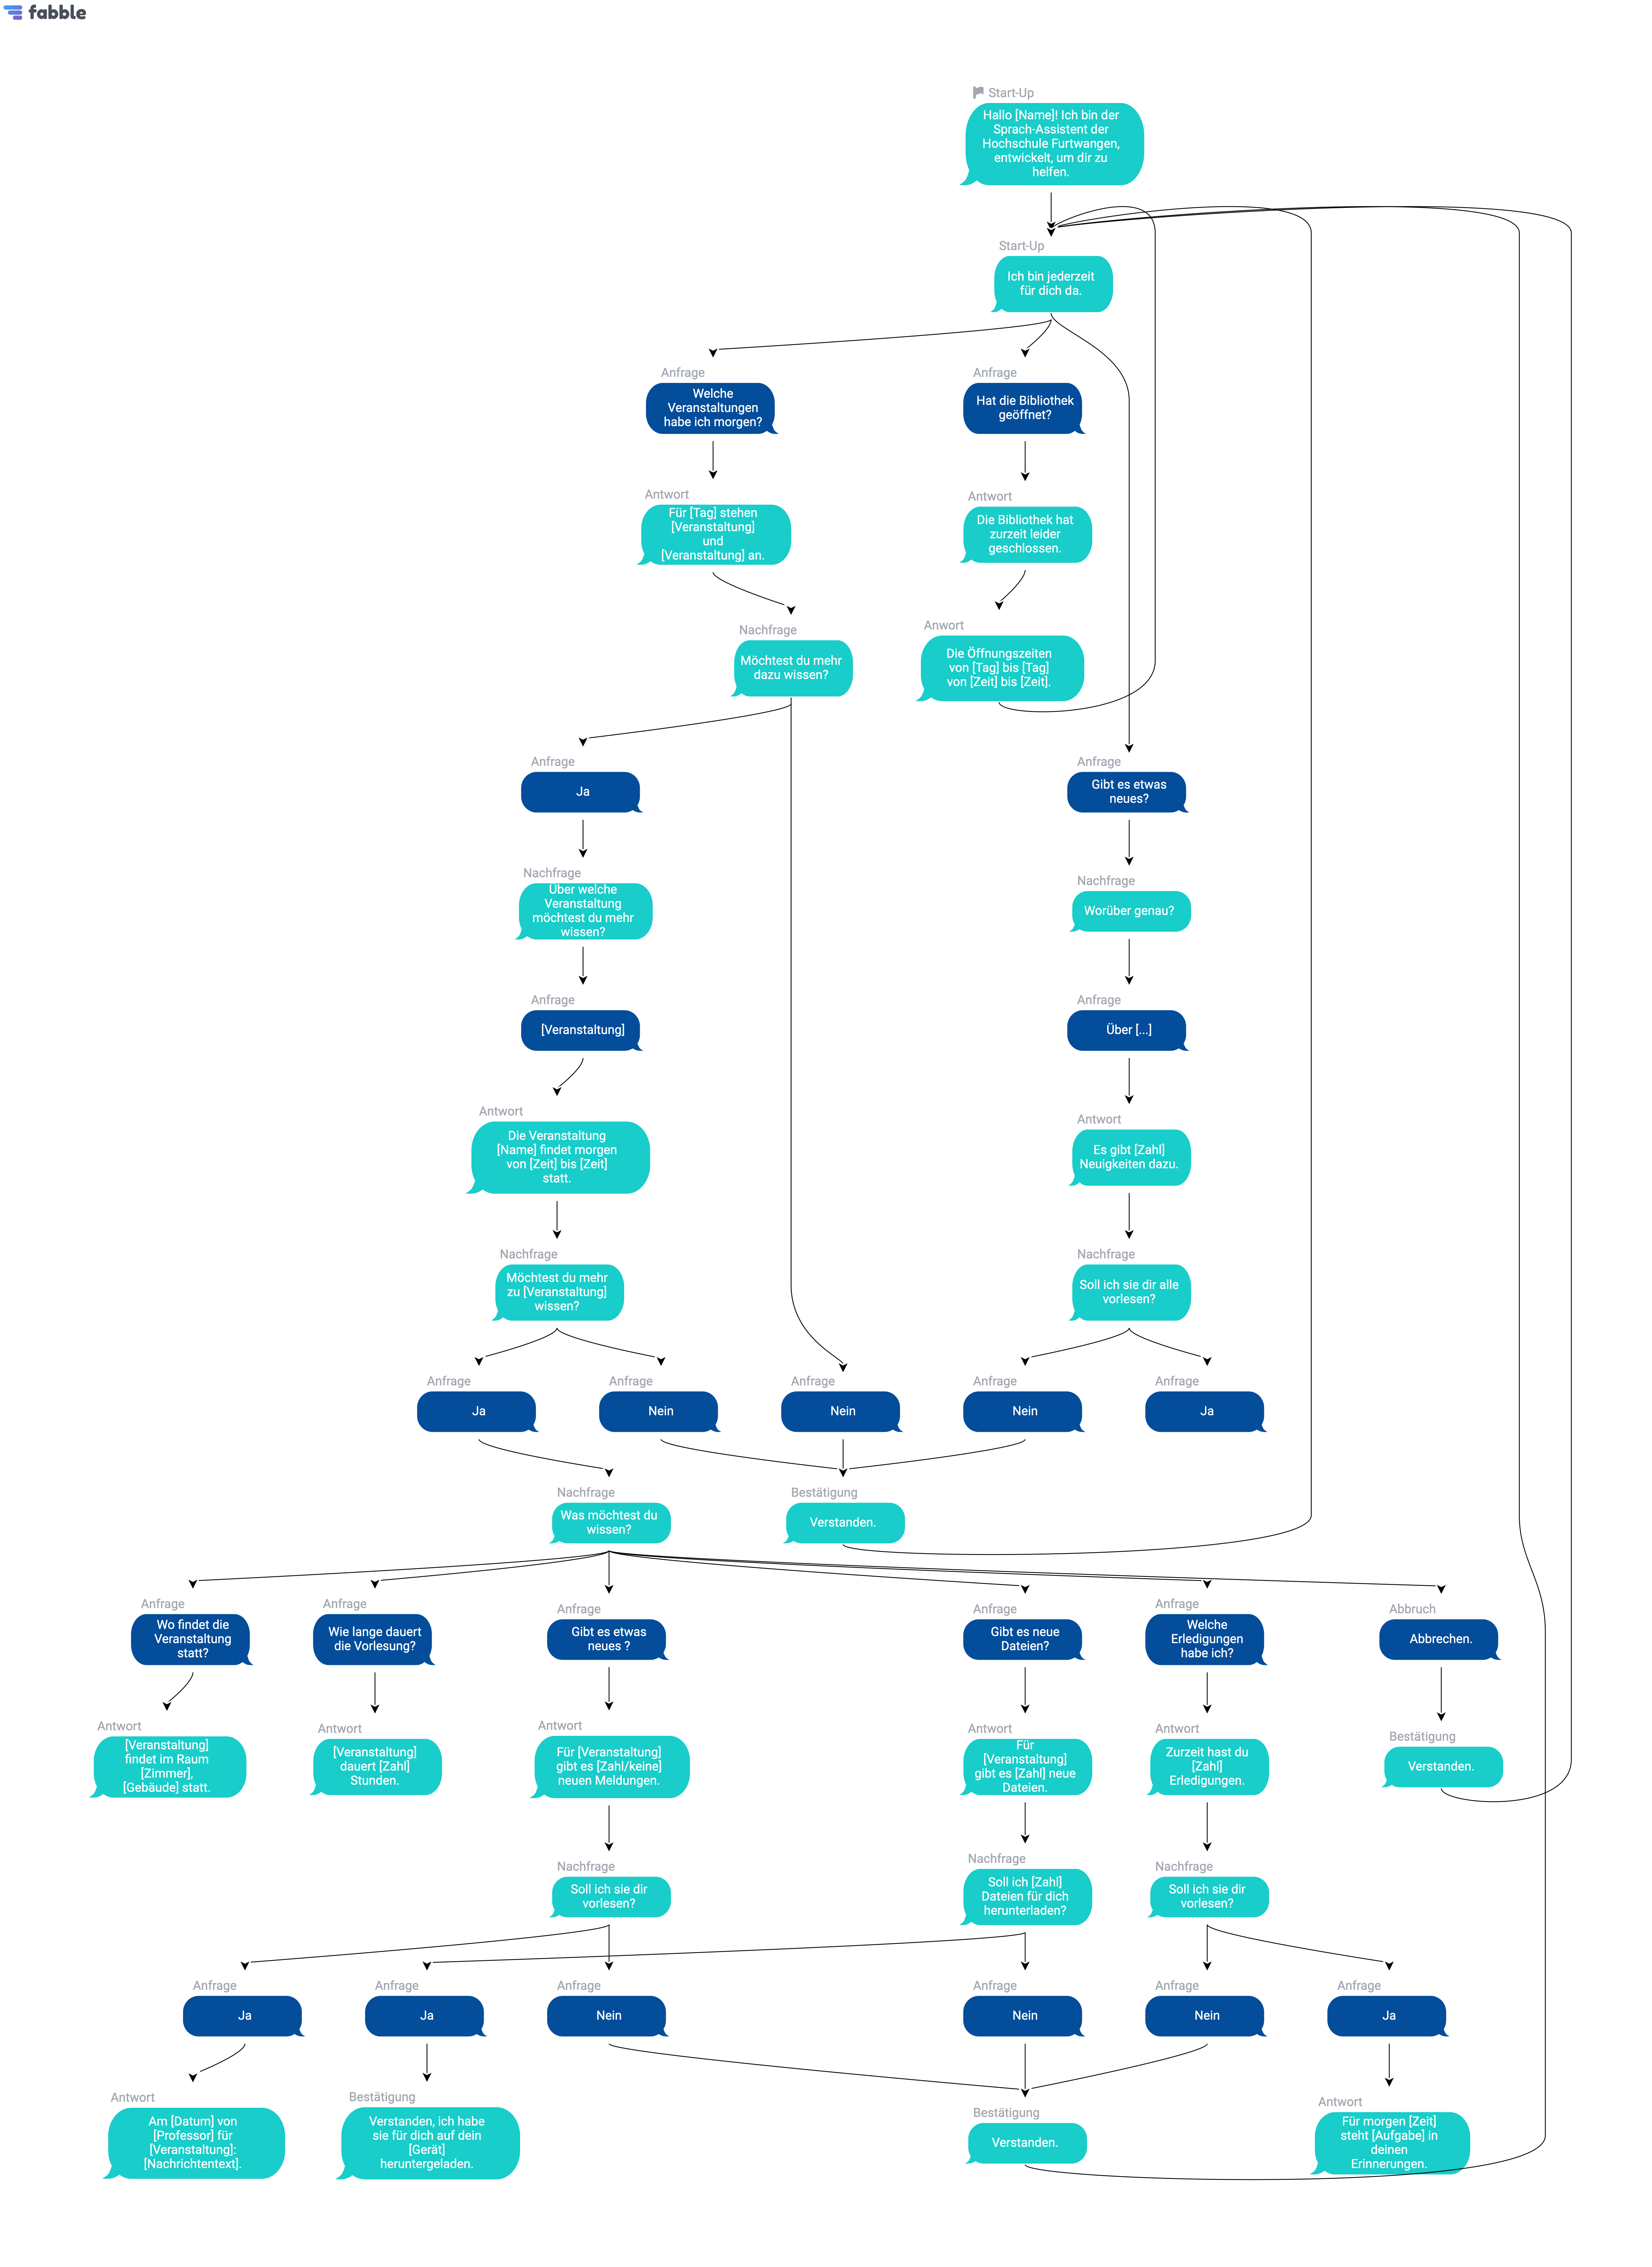 fabble
Start-Up
Hallo [Name]! Ich bin der
Sprach-Assistent der
Hochschule Furtwangen,
entwickelt, um dir zu
helfen.
Start-Up
Ich bin jederzeit
für dich da.
Anfrage
Welche
Veranstaltungen
habe ich morgen?
Anfrage
Hat die Bibliothek
geöffnet?
Antwort
Für [Tag] stehen
[Veranstaltung]
und
[Veranstaltung] an.
Antwort
Die Bibliothek hat
zurzeit leider
geschlossen.
Nachfrage
Möchtest du mehr
dazu wissen?
Anwort
Die Öffnungszeiten
von [Tag] bis [Tag]
von [Zeit] bis [Zeit].
Anfrage
Ja
Anfrage
Gibt es etwas
neues?
Nachfrage
Über welche
Veranstaltung
möchtest du mehr
wissen?
Nachfrage
Worüber genau?
Anfrage
[Veranstaltung]
Anfrage
Über [...]
Antwort
Die Veranstaltung
[Name] findet morgen
von [Zeit] bis [Zeit]
statt.
Antwort
Es gibt [Zahl]
Neuigkeiten dazu.
Nachfrage
Möchtest du mehr
zu [Veranstaltung]
wissen?
Nachfrage
Soll ich sie dir alle
vorlesen?
Anfrage
Ja
Anfrage
Nein
Anfrage
Nein
Anfrage
Nein
Anfrage
Ja
Nachfrage
Was möchtest du
wissen?
Bestätigung
Verstanden.
Anfrage
Wo findet die
Veranstaltung
statt?
Anfrage
Wie lange dauert
die Vorlesung?
Anfrage
Gibt es etwas
neues ?
Anfrage
Gibt es neue
Dateien?
Anfrage
Welche
Erledigungen
habe ich?
Abbruch
Abbrechen.
Antwort
[Veranstaltung]
findet im Raum
[Zimmer],
[Gebäude] statt.
Antwort
[Veranstaltung]
dauert [Zahl]
Stunden.
Antwort
Für [Veranstaltung]
gibt es [Zahl/keine]
neuen Meldungen.
Antwort
Für
[Veranstaltung]
gibt es [Zahl] neue
Dateien.
Antwort
Zurzeit hast du
[Zahl]
Erledigungen.
Bestätigung
Verstanden.
Nachfrage
Soll ich sie dir
vorlesen?
Nachfrage
Soll ich [Zahl]
Dateien für dich
herunterladen?
Nachfrage
Soll ich sie dir
vorlesen?
Anfrage
Ja
Anfrage
Ja
Anfrage
Nein
Anfrage
Nein
Anfrage
Nein
Anfrage
Ja
Antwort
Am [Datum] von
[Professor] für
[Veranstaltung]:
[Nachrichtentext].
Bestätigung
Verstanden, ich habe
sie für dich auf dein
[Gerät]
heruntergeladen.
Bestätigung
Verstanden.
Antwort
Für morgen [Zeit]
steht [Aufgabe] in
deinen
Erinnerungen.